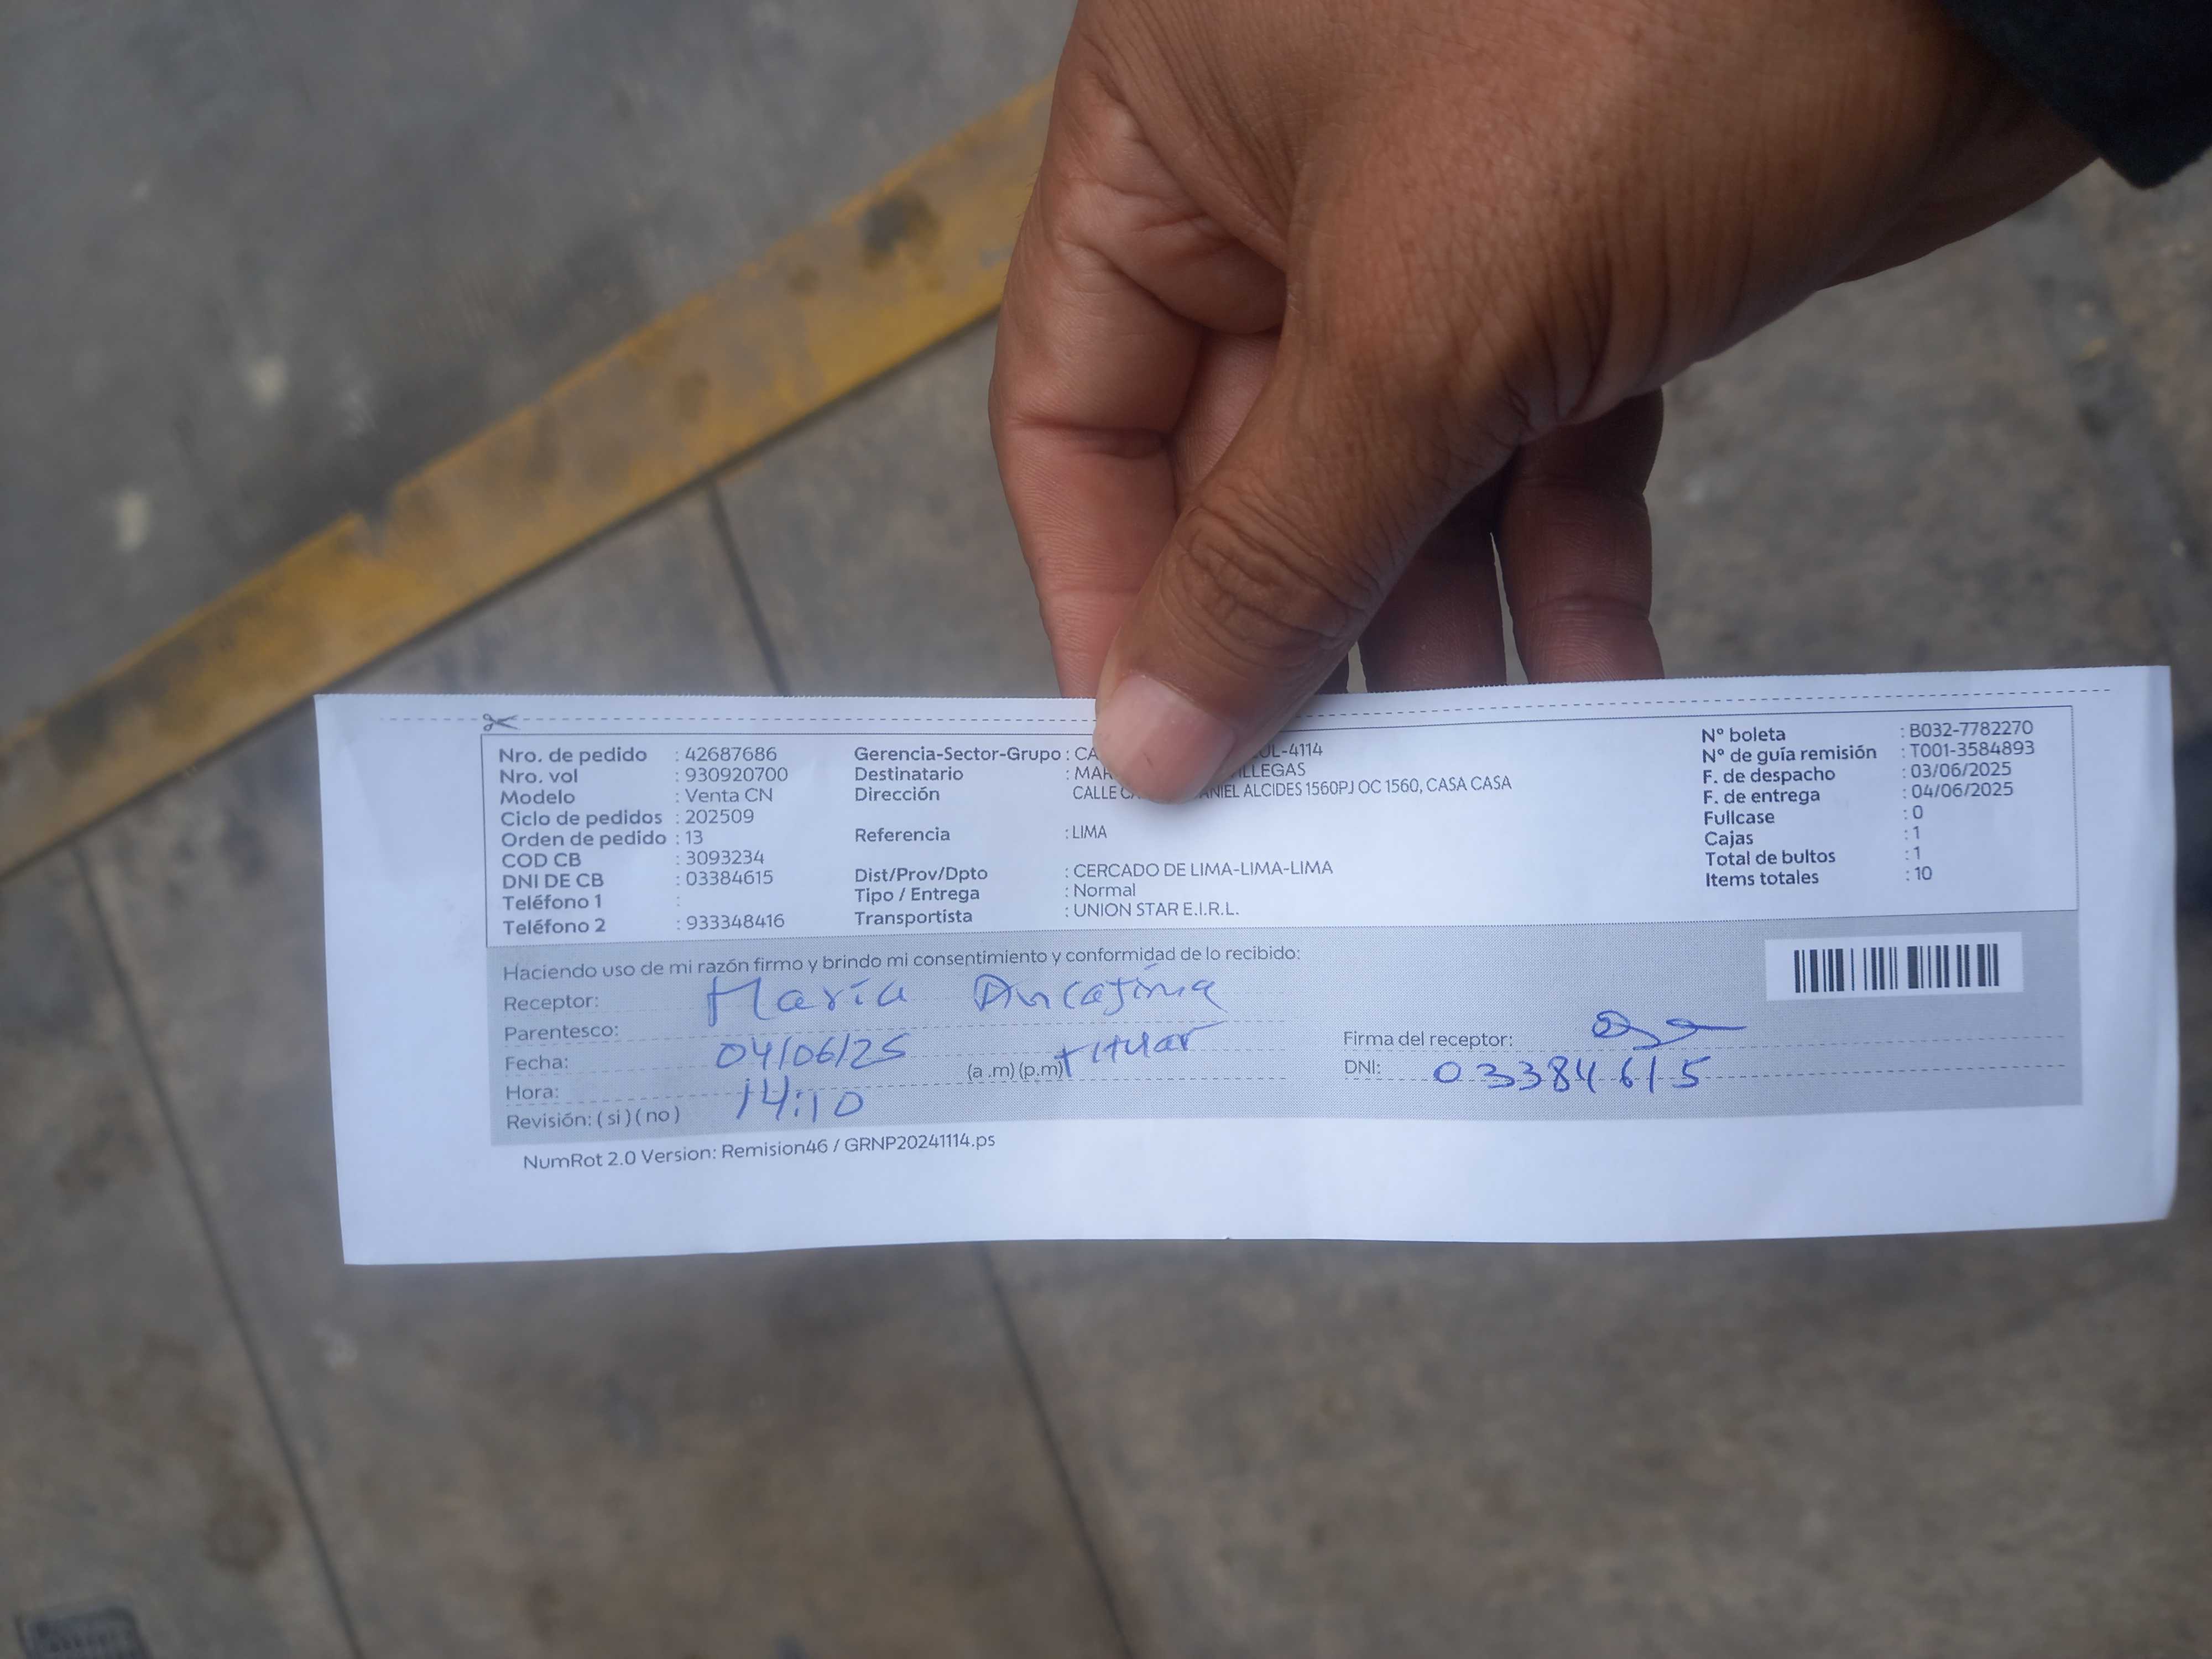 Nro. de pedido : 42687686
Nro. vol : 930920700
Modelo : Venta CN
Ciclo de pedidos : 202509
Orden de pedido : 13
COD CB : 3093234
DNI DE CB : 03384615
Teléfono 1 :
Teléfono 2 : 933348416
Gerencia-Sector-Grupo : CA UL-4114
Destinatario : MAR ILLEGAS
Dirección CALLE C ANIEL ALCIDES 1560PJ OC 1560, CASA CASA
Referencia : LIMA
Dist/Prov/Dpto : CERCADO DE LIMA-LIMA-LIMA
Tipo / Entrega : Normal
Transportista : UNION STAR E.I.R.L.
N° boleta : B032-7782270
N° de guía remisión : T001-3584893
F. de despacho : 03/06/2025
F. de entrega : 04/06/2025
Fullcase : 0
Cajas : 1
Total de bultos : 1
Items totales : 10
Haciendo uso de mi razón firmo y brindo mi consentimiento y conformidad de lo recibido:
Receptor: María Ancajima
Parentesco: titular
Fecha: 04/06/25
Hora: 14:10 (a .m) (p.m)
Revisión: ( si ) ( no )
Firma del receptor:
DNI: 03384615
NumRot 2.0 Version: Remision46 / GRNP20241114.ps